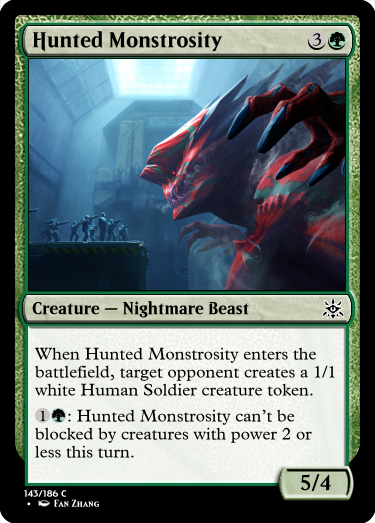 Hunted Monstrosity 3
Creature — Nightmare Beast
When Hunted Monstrosity enters the
battlefield, target opponent creates a 1/1
white Human Soldier creature token.
1: Hunted Monstrosity can't be
blocked by creatures with power 2 or
less this turn.
5/4
143/186 C
• Fan Zhang